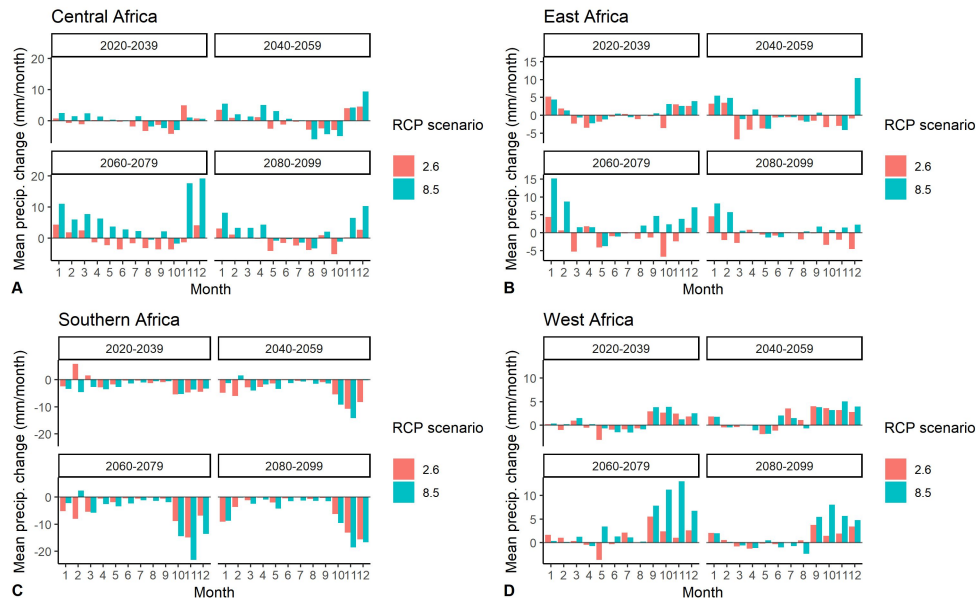 Central Africa
2020-2039 2040-2059
20
10
0
2060-2079 2080-2099
20
10
0
Mean precip. change (mm/month)
1 2 3 4 5 6 7 8 9 10 11 12 1 2 3 4 5 6 7 8 9 10 11 12
Month
RCP scenario
2.6
8.5
A
East Africa
2020-2039 2040-2059
15
10
5
0
-5
2060-2079 2080-2099
15
10
5
0
-5
Mean precip. change (mm/month)
1 2 3 4 5 6 7 8 9 10 11 12 1 2 3 4 5 6 7 8 9 10 11 12
Month
RCP scenario
2.6
8.5
B
Southern Africa
2020-2039 2040-2059
0
-10
-20
2060-2079 2080-2099
0
-10
-20
Mean precip. change (mm/month)
1 2 3 4 5 6 7 8 9 10 11 12 1 2 3 4 5 6 7 8 9 10 11 12
Month
RCP scenario
2.6
8.5
C
West Africa
2020-2039 2040-2059
10
5
0
2060-2079 2080-2099
10
5
0
Mean precip. change (mm/month)
1 2 3 4 5 6 7 8 9 10 11 12 1 2 3 4 5 6 7 8 9 10 11 12
Month
RCP scenario
2.6
8.5
D